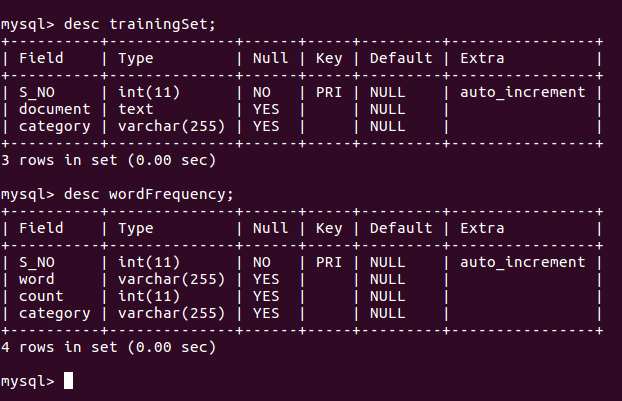 mysql> desc trainingSet;
+----------+--------------+------+-----+---------+----------------+
| Field    | Type         | Null | Key | Default | Extra          |
+----------+--------------+------+-----+---------+----------------+
| S_NO     | int(11)      | NO   | PRI | NULL    | auto_increment |
| document | text         | YES  |     | NULL    |                |
| category | varchar(255) | YES  |     | NULL    |                |
+----------+--------------+------+-----+---------+----------------+
3 rows in set (0.00 sec)

mysql> desc wordFrequency;
+----------+--------------+------+-----+---------+----------------+
| Field    | Type         | Null | Key | Default | Extra          |
+----------+--------------+------+-----+---------+----------------+
| S_NO     | int(11)      | NO   | PRI | NULL    | auto_increment |
| word     | varchar(255) | YES  |     | NULL    |                |
| count    | int(11)      | YES  |     | NULL    |                |
| category | varchar(255) | YES  |     | NULL    |                |
+----------+--------------+------+-----+---------+----------------+
4 rows in set (0.00 sec)

mysql>